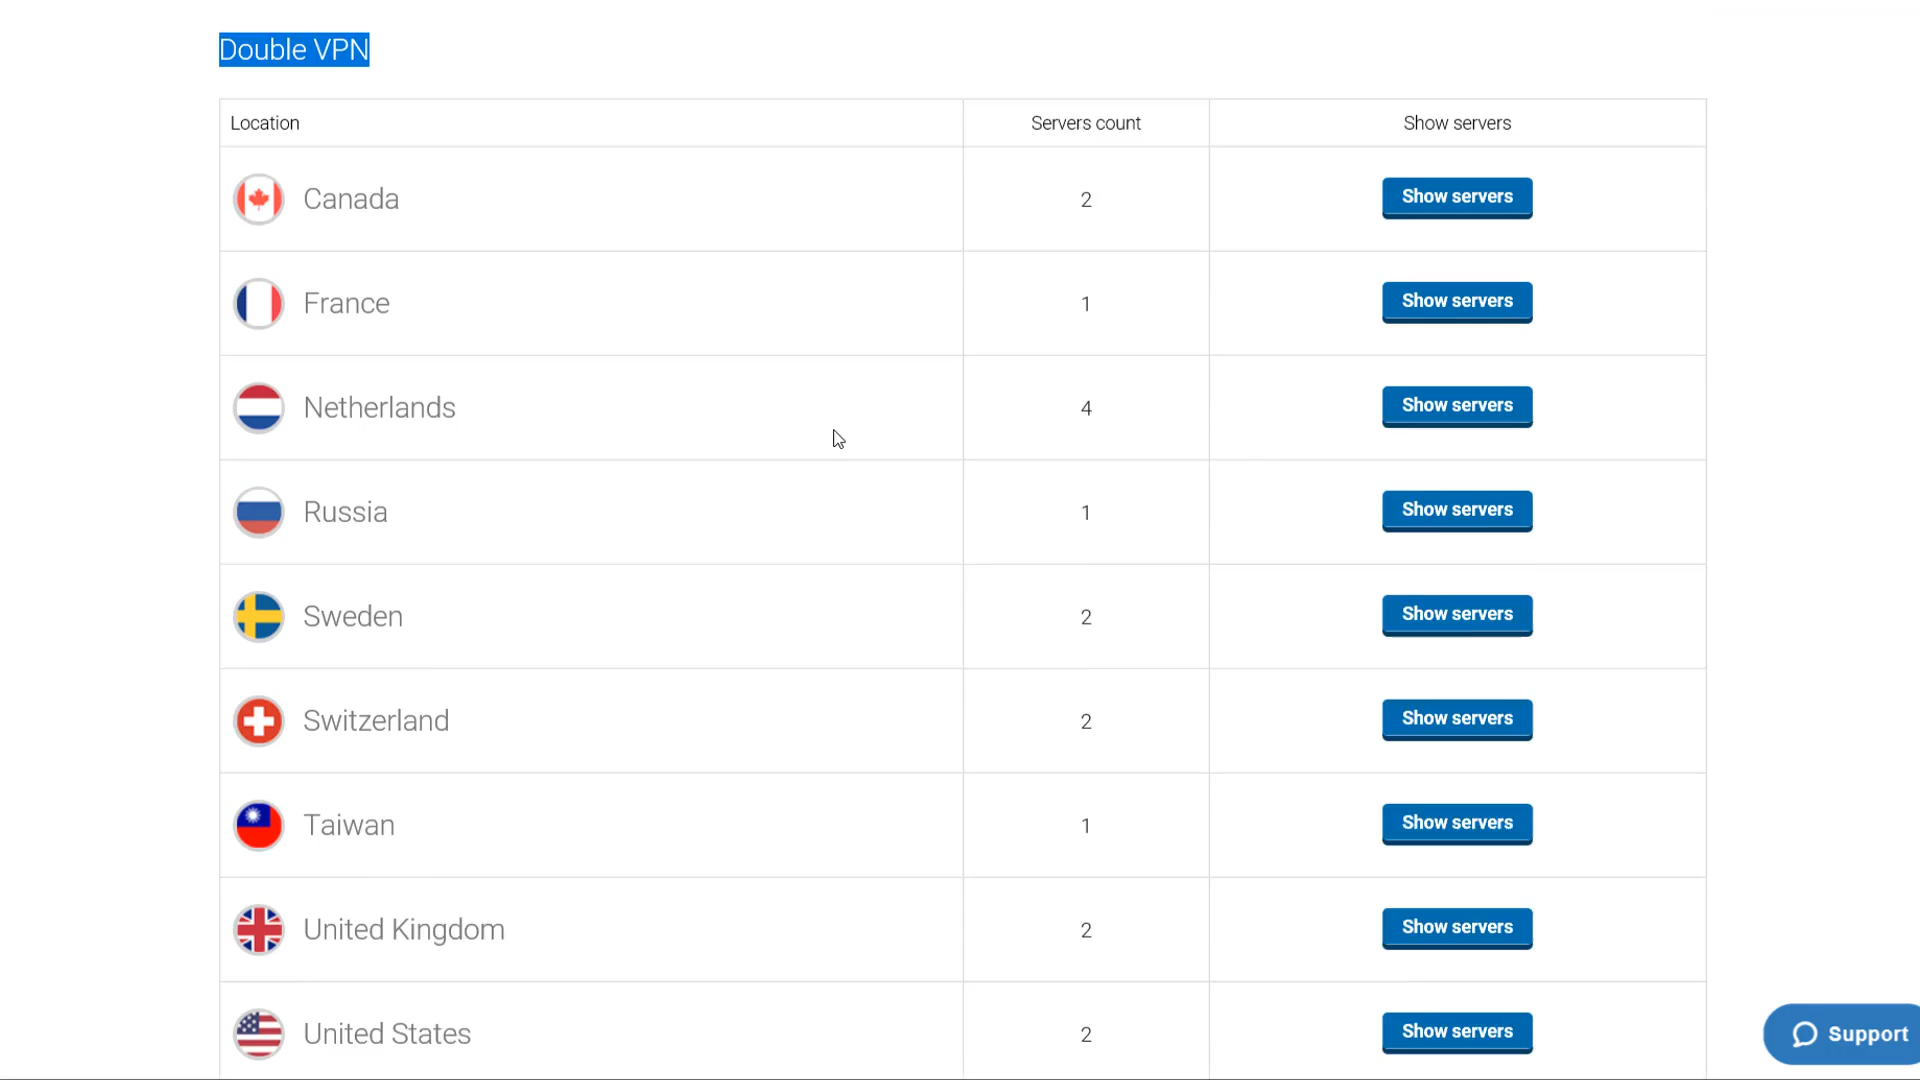 Double VPN
Location Servers count Show servers
Canada 2 Show servers
France 1 Show servers
Netherlands 4 Show servers
Russia 1 Show servers
Sweden 2 Show servers
Switzerland 2 Show servers
Taiwan 1 Show servers
United Kingdom 2 Show servers
United States 2 Show servers
Support